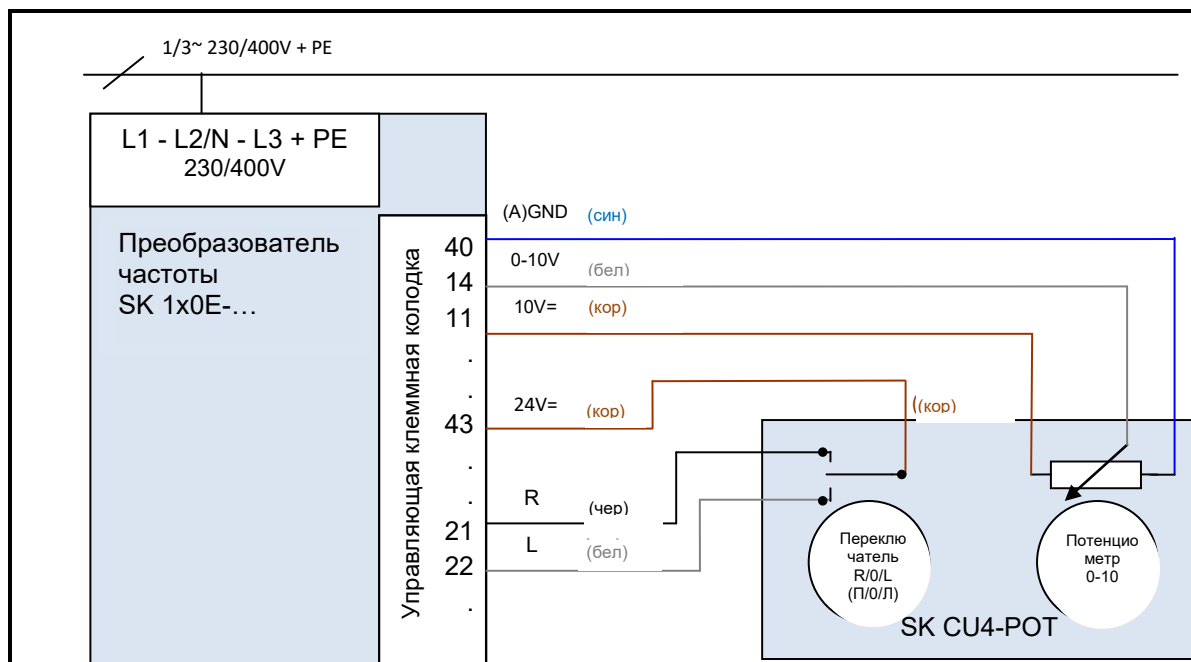 1/3~ 230/400V + PE
L1 - L2/N - L3 + PE
230/400V
Преобразователь
частоты
SK 1x0E-…
Управляющая клеммная колодка
40
14
11
.
.
43
.
.
21
22
.
(A)GND (син)
0-10V (бел)
10V= (кор)
24V= (кор)
((кор)
R (чер)
L (бел)
Переклю
чатель
R/0/L
(П/0/Л)
Потенцио
метр
0-10
SK CU4-POT